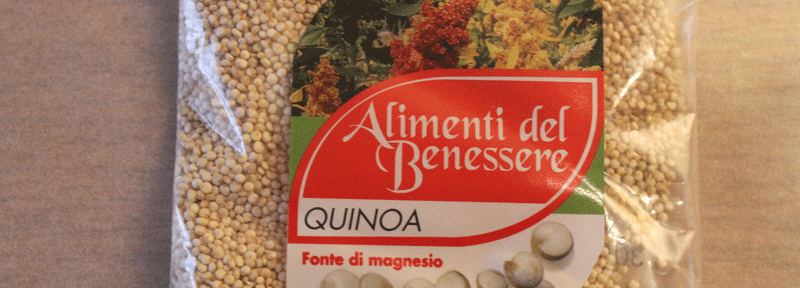 Alimenti del
Benessere
QUINOA
Fonte di magnesio